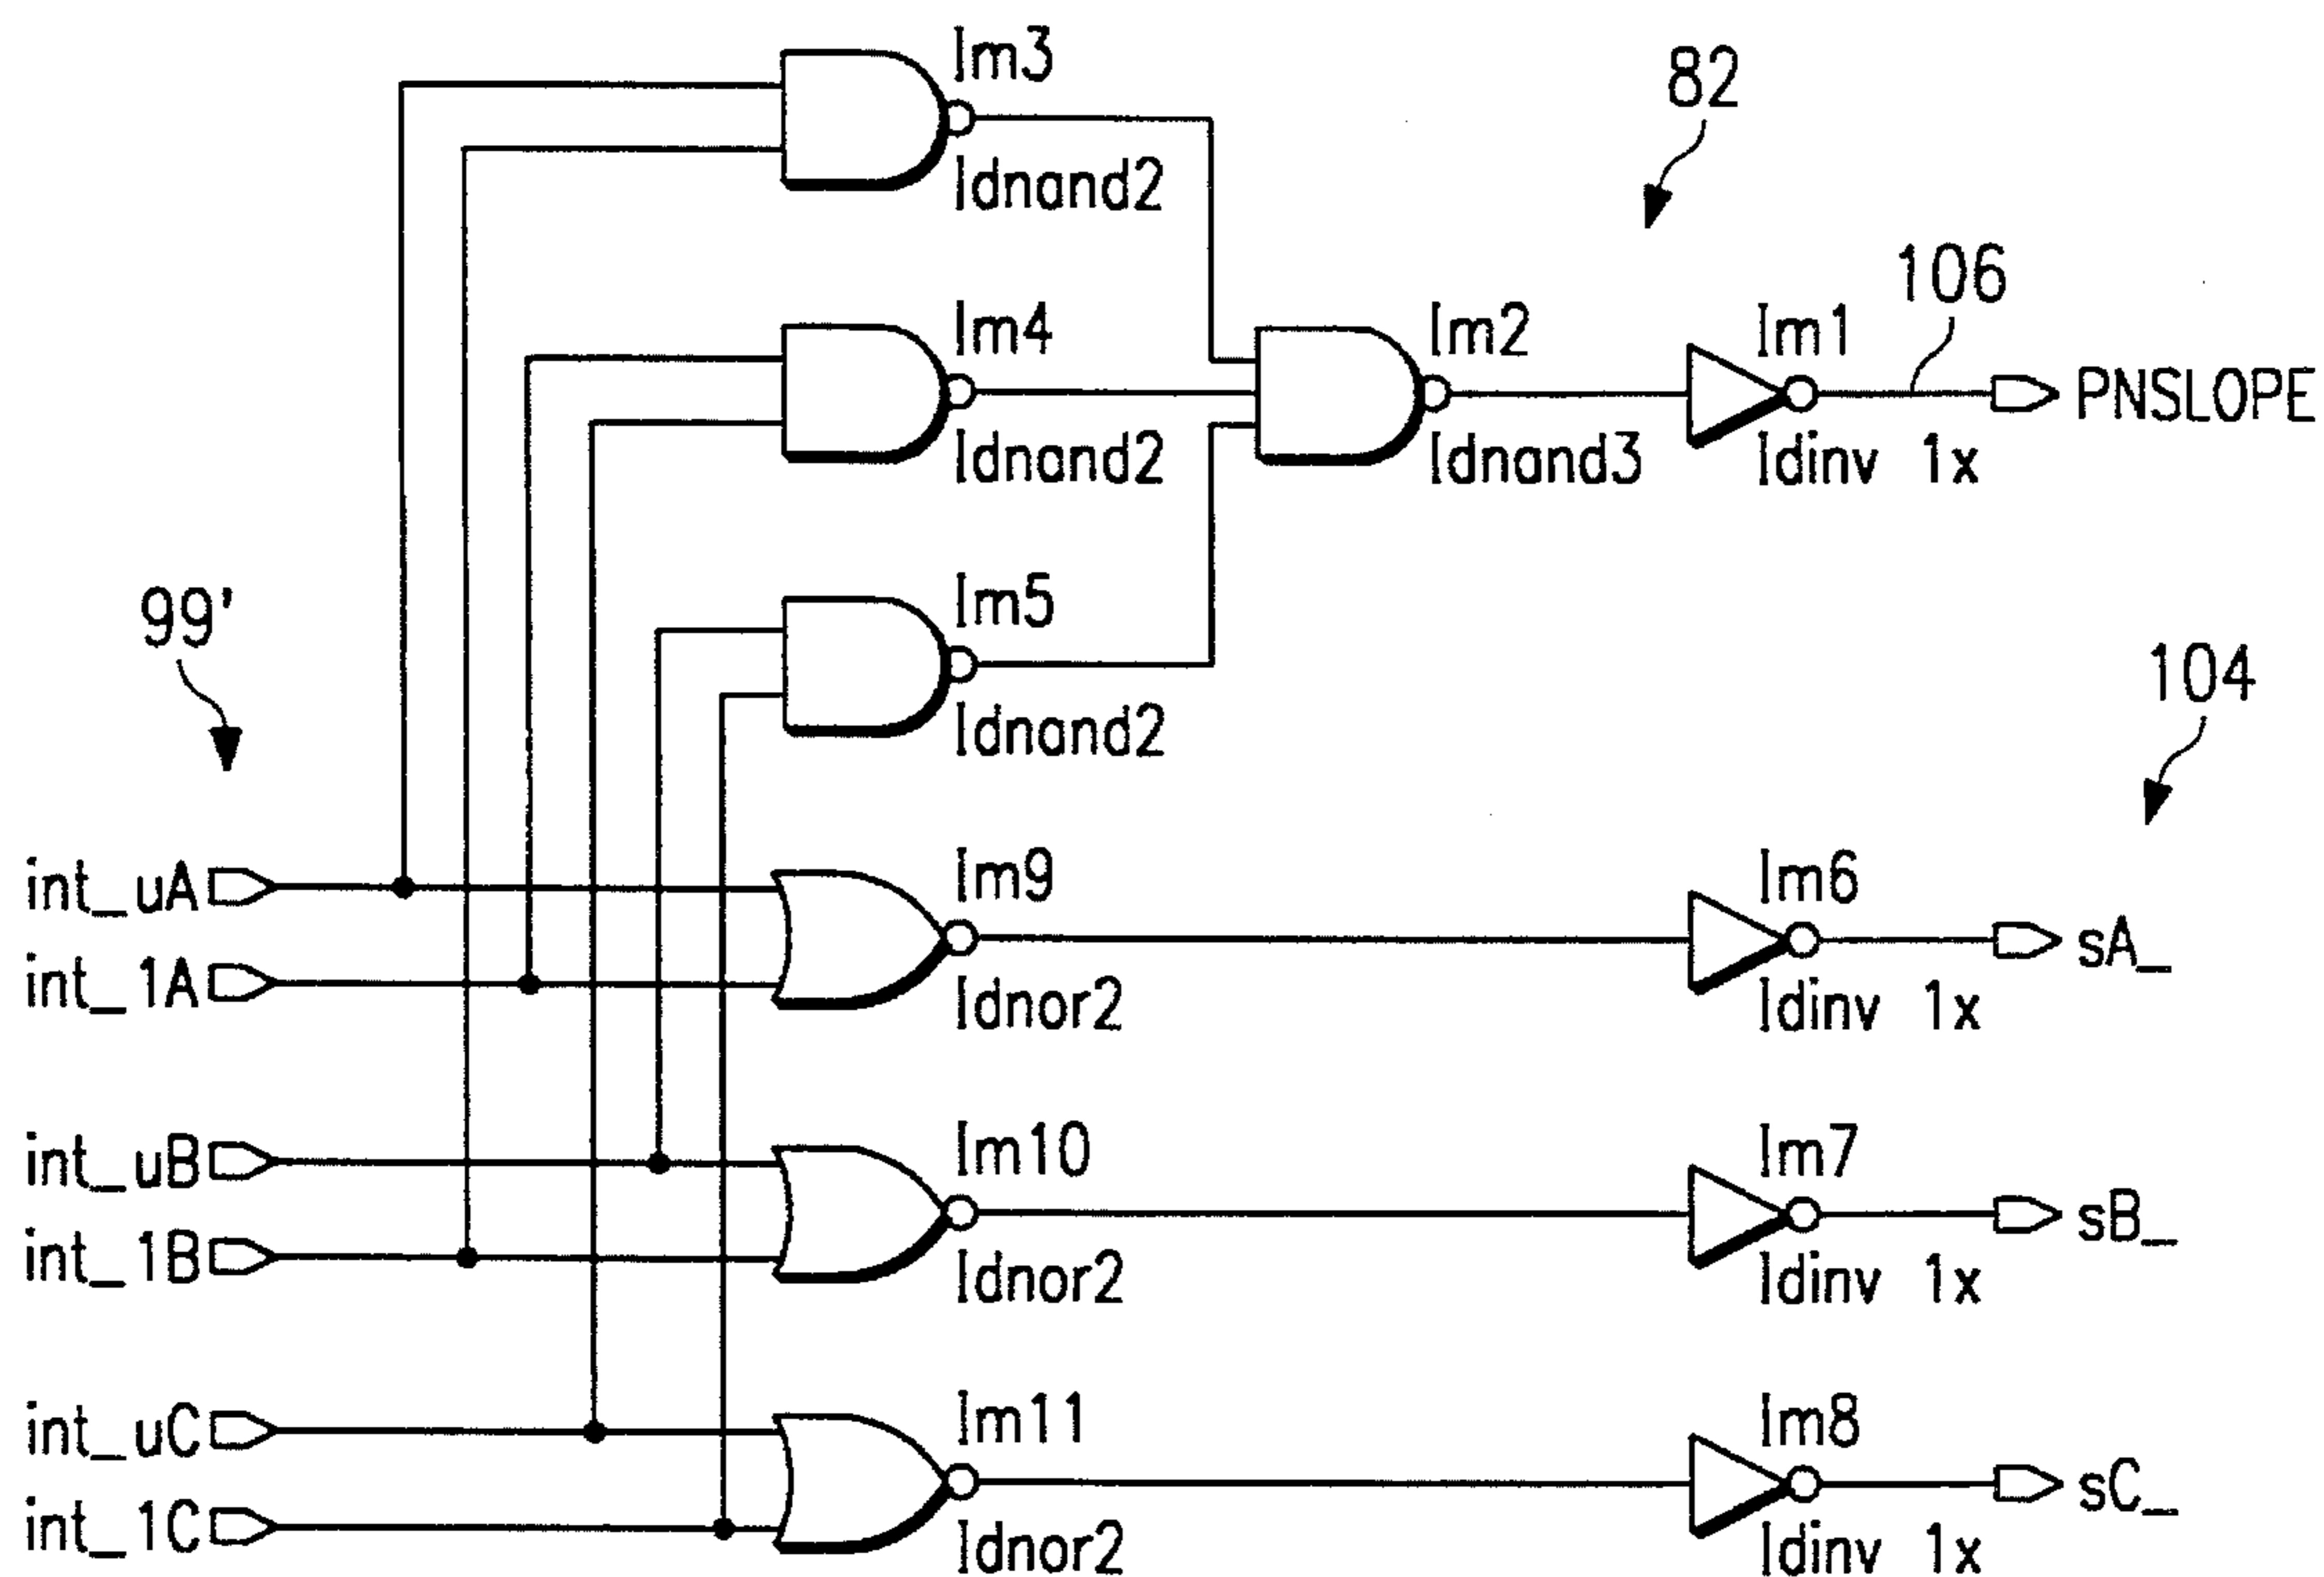 Im3
Idnand2
82
Im4
Idnand2
Im2
Idnand3
Im1
Idinv 1x
106
PNSLOPE
Im5
Idnand2
99'
104
int_uA
int_1A
Im9
Idnor2
Im6
Idinv 1x
sA_
int_uB
int_1B
Im10
Idnor2
Im7
Idinv 1x
sB_
int_uC
int_1C
Im11
Idnor2
Im8
Idinv 1x
sC_